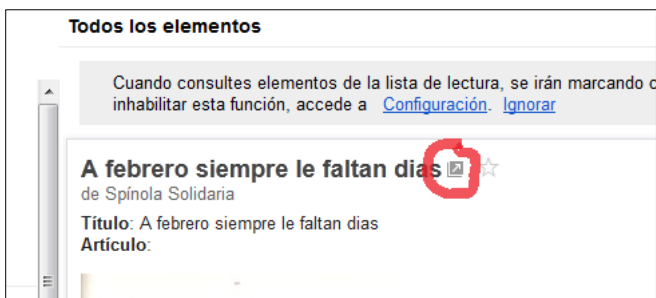 Todos los elementos
Cuando consultes elementos de la lista de lectura, se irán marcando
inhabilitar esta función, accede a Configuración. Ignorar
A febrero siempre le faltan dias
de Spínola Solidaria
Título: A febrero siempre le faltan dias
Artículo: